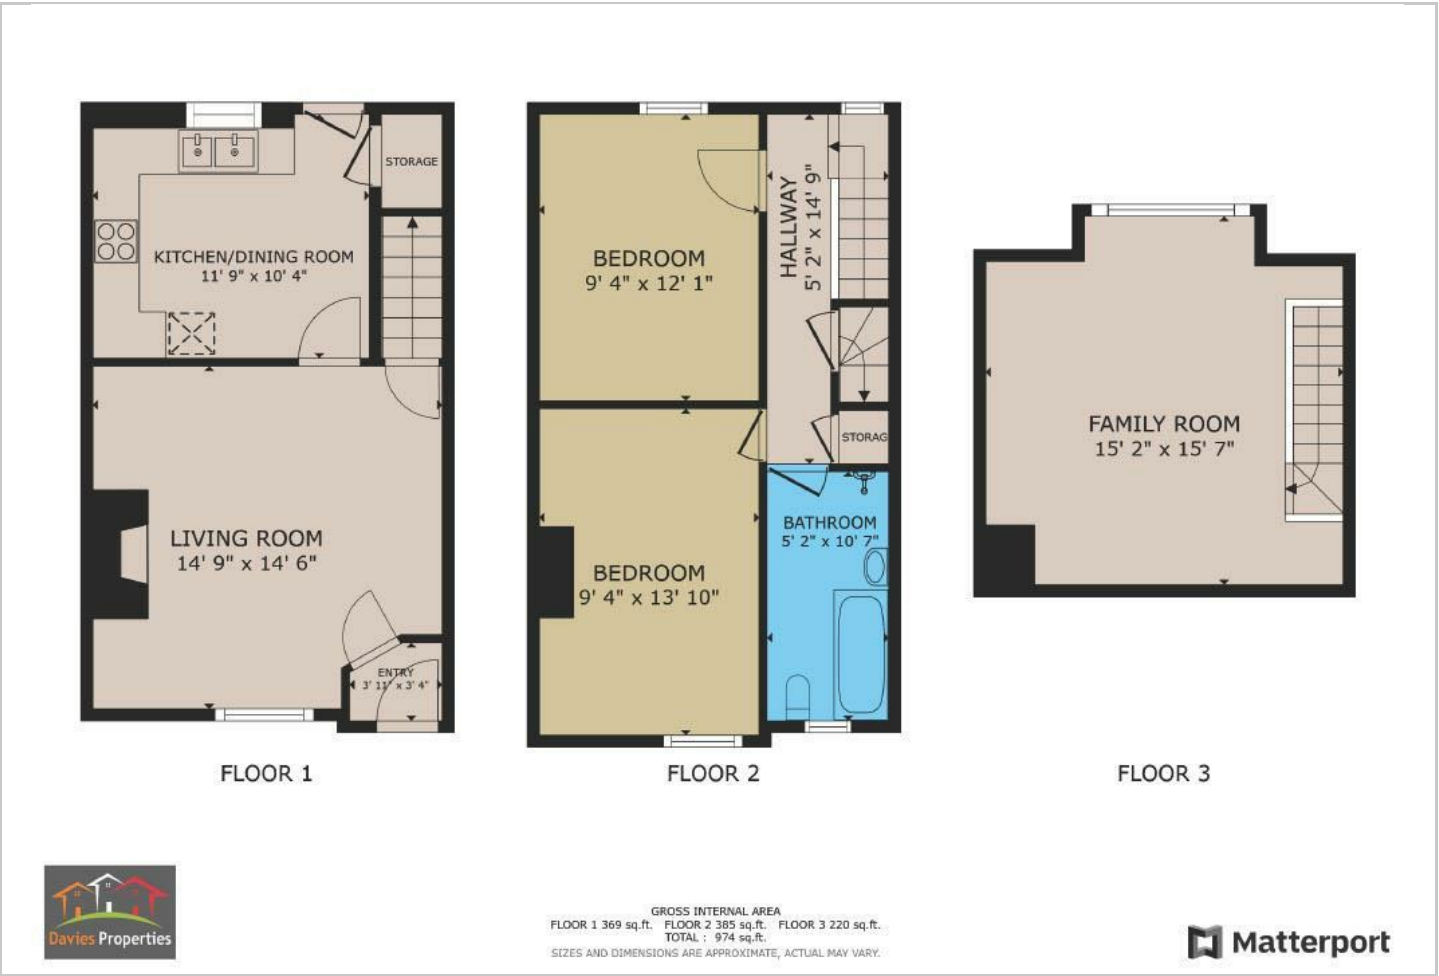 STORAGE
KITCHEN/DINING ROOM
11' 9" x 10' 4"
LIVING ROOM
14' 9" x 14' 6"
ENTRY
3' 11" x 3' 4"
FLOOR 1
BEDROOM
9' 4" x 12' 1"
HALLWAY
5' 2" x 14' 9"
STORAG
BATHROOM
5' 2" x 10' 7"
BEDROOM
9' 4" x 13' 10"
FLOOR 2
FAMILY ROOM
15' 2" x 15' 7"
FLOOR 3
Davies Properties
GROSS INTERNAL AREA
FLOOR 1 369 sq.ft. FLOOR 2 385 sq.ft. FLOOR 3 220 sq.ft.
TOTAL : 974 sq.ft.
SIZES AND DIMENSIONS ARE APPROXIMATE, ACTUAL MAY VARY.
Matterport